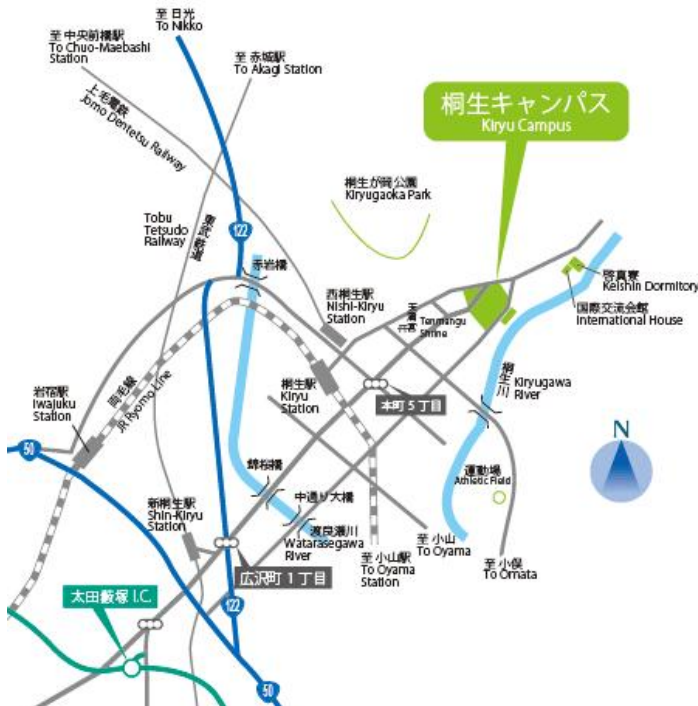 至 日光
To Nikko
至 中央前橋駅
To Chuo-Maebashi
Station
至 赤城駅
To Akagi Station
上毛電鉄
Jomo Dentetsu Railway
桐生キャンパス
Kiryu Campus
桐生が岡公園
Kiryugaoka Park
Tobu
Tetsudo
Railway
122
赤岩橋
啓真寮
Keishin Dormitory
国際交流会館
International House
西桐生駅
Nishi-Kiryu
Station
天満宮
Tenmangu
Shrine
両毛線
JR Ryomo Line
岩宿駅
Iwajuku
Station
桐生駅
Kiryu
Station
桐生川
Kiryugawa
River
本町5丁目
N
50
錦桜橋
運動場
Athletic Field
新桐生駅
Shin-Kiryu
Station
中通り大橋
渡良瀬川
Watarasegawa
River
至 小山
To Oyama
至 小山駅
To Oyama
Station
至 小俣
To Omata
広沢町1丁目
太田藪塚 I.C.
122
50